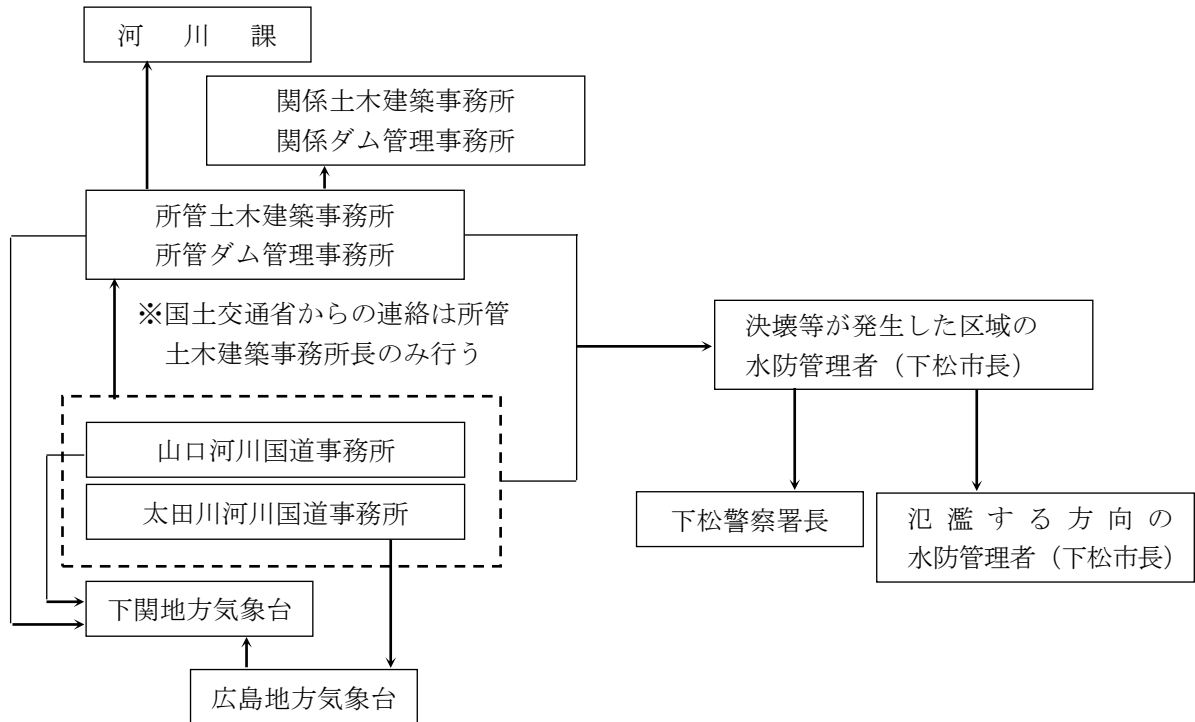 河川課
関係土木建築事務所
関係ダム管理事務所
所管土木建築事務所
所管ダム管理事務所
※国土交通省からの連絡は所管
土木建築事務所長のみ行う
決壊等が発生した区域の
水防管理者（下松市長）
山口河川国道事務所
太田川河川国道事務所
下松警察署長
氾濫する方向の
水防管理者（下松市長）
下関地方気象台
広島地方気象台